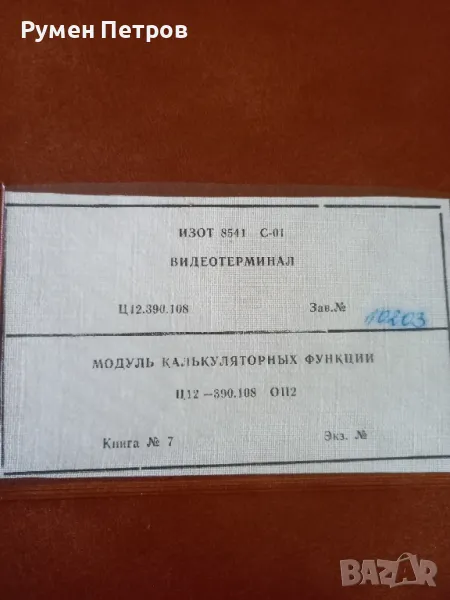 Румен Петров
ИЗОТ 8541 С-01
ВИДЕОТЕРМИНАЛ
Ц12.390.108 Зав.№ 10203
МОДУЛЬ КАЛЬКУЛЯТОРНЫХ ФУНКЦИИ
Ц12 —390.108 ОП2
Книга № 7 Экз. №
BAZAR